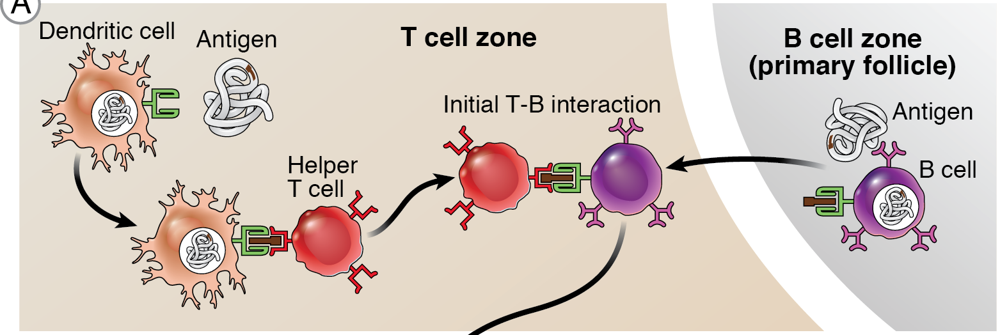 A
Dendritic cell
Antigen
T cell zone
B cell zone
(primary follicle)
Initial T-B interaction
Antigen
Helper
T cell
B cell